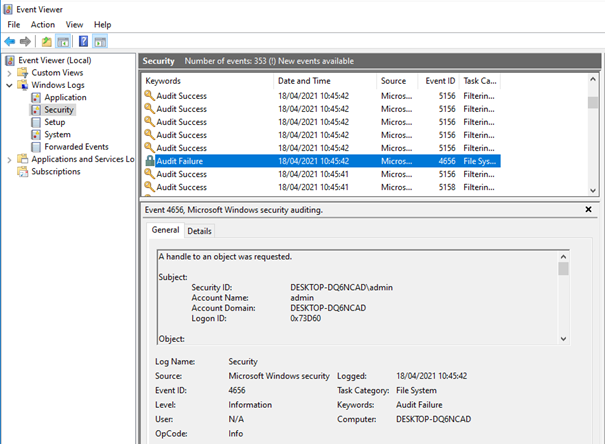 Event Viewer
File Action View Help
Event Viewer (Local)
Custom Views
Windows Logs
Application
Security
Setup
System
Forwarded Events
Applications and Services Lo
Subscriptions
Security Number of events: 353 (!) New events available
Keywords Date and Time Source Event ID Task Ca...
Audit Success 18/04/2021 10:45:42 Micros... 5156 Filterin...
Audit Success 18/04/2021 10:45:42 Micros... 5156 Filterin...
Audit Success 18/04/2021 10:45:42 Micros... 5156 Filterin...
Audit Success 18/04/2021 10:45:42 Micros... 5156 Filterin...
Audit Success 18/04/2021 10:45:42 Micros... 5156 Filterin...
Audit Failure 18/04/2021 10:45:42 Micros... 4656 File Sys...
Audit Success 18/04/2021 10:45:41 Micros... 5156 Filterin...
Audit Success 18/04/2021 10:45:41 Micros... 5158 Filterin...
Event 4656, Microsoft Windows security auditing.
General Details
A handle to an object was requested.
Subject:
Security ID: DESKTOP-DQ6NCAD\admin
Account Name: admin
Account Domain: DESKTOP-DQ6NCAD
Logon ID: 0x73D60
Object:
Log Name: Security
Source: Microsoft Windows security Logged: 18/04/2021 10:45:42
Event ID: 4656 Task Category: File System
Level: Information Keywords: Audit Failure
User: N/A Computer: DESKTOP-DQ6NCAD
OpCode: Info